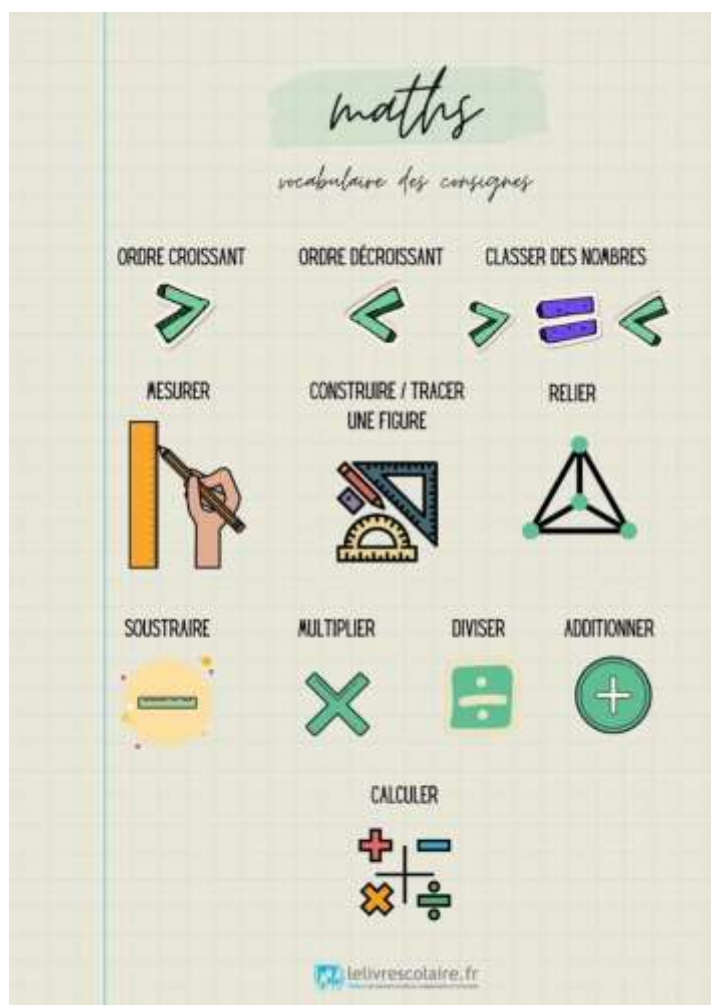 maths
vocabulaire des consignes
ORDRE CROISSANT
ORDRE DÉCROISSANT
CLASSER DES NOMBRES
MESURER
CONSTRUIRE / TRACER
UNE FIGURE
RELIER
SOUSTRAIRE
MULTIPLIER
DIVISER
ADDITIONNER
CALCULER
lelivrescolaire.fr